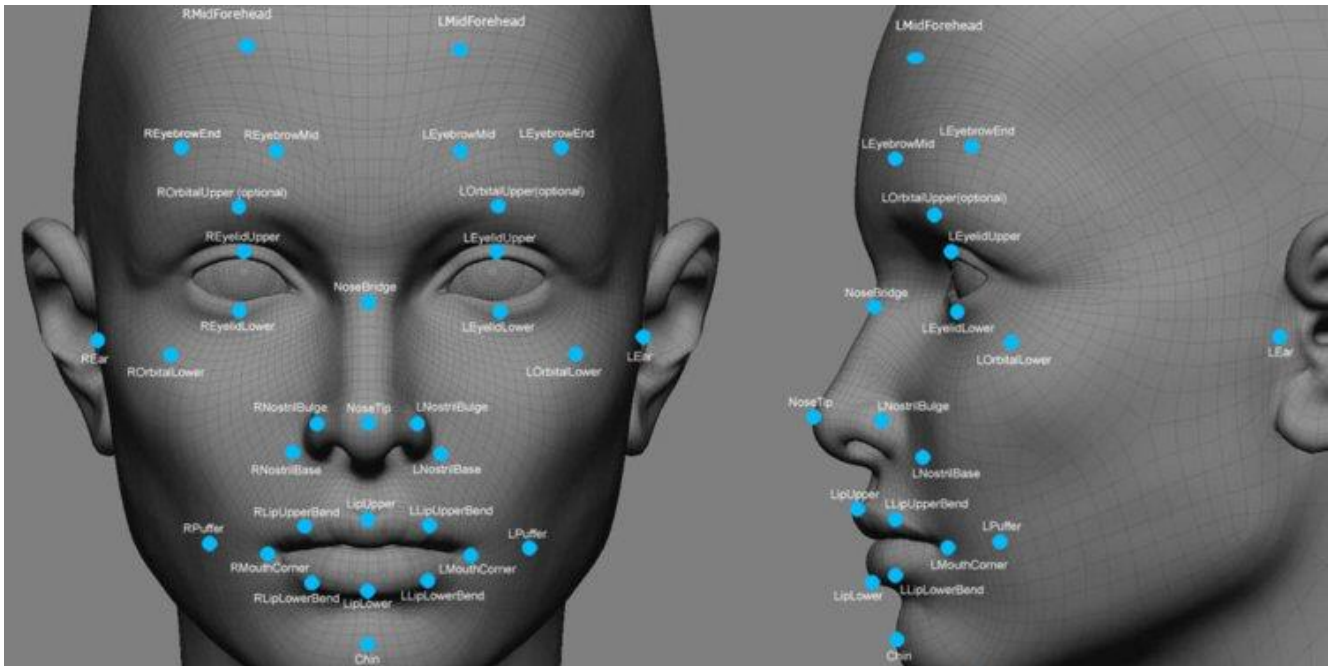 RMidForehead
LMidForehead
REyebrowEnd
REyebrowMid
LEyebrowMid
LEyebrowEnd
ROrbitalUpper (optional)
LOrbitalUpper(optional)
REyelidUpper
LEyelidUpper
NoseBridge
REyelidLower
LEyelidLower
REar
ROrbitalLower
LOrbitalLower
LEar
RNostrilBulge
NoseTip
LNostrilBulge
RNostrilBase
LNostrilBase
LipUpper
RLipUpperBend
LLipUpperBend
RPuffer
LPuffer
RMouthCorner
LMouthCorner
RLipLowerBend
LipLower
LLipLowerBend
Chin
LMidForehead
LEyebrowEnd
LEyebrowMid
LOrbitalUpper(optional)
LEyelidUpper
NoseBridge
LEyelidLower
LOrbitalLower
LEar
NoseTip
LNostrilBulge
LNostrilBase
LipUpper
LLipUpperBend
LPuffer
LMouthCorner
LipLower
LLipLowerBend
Chin